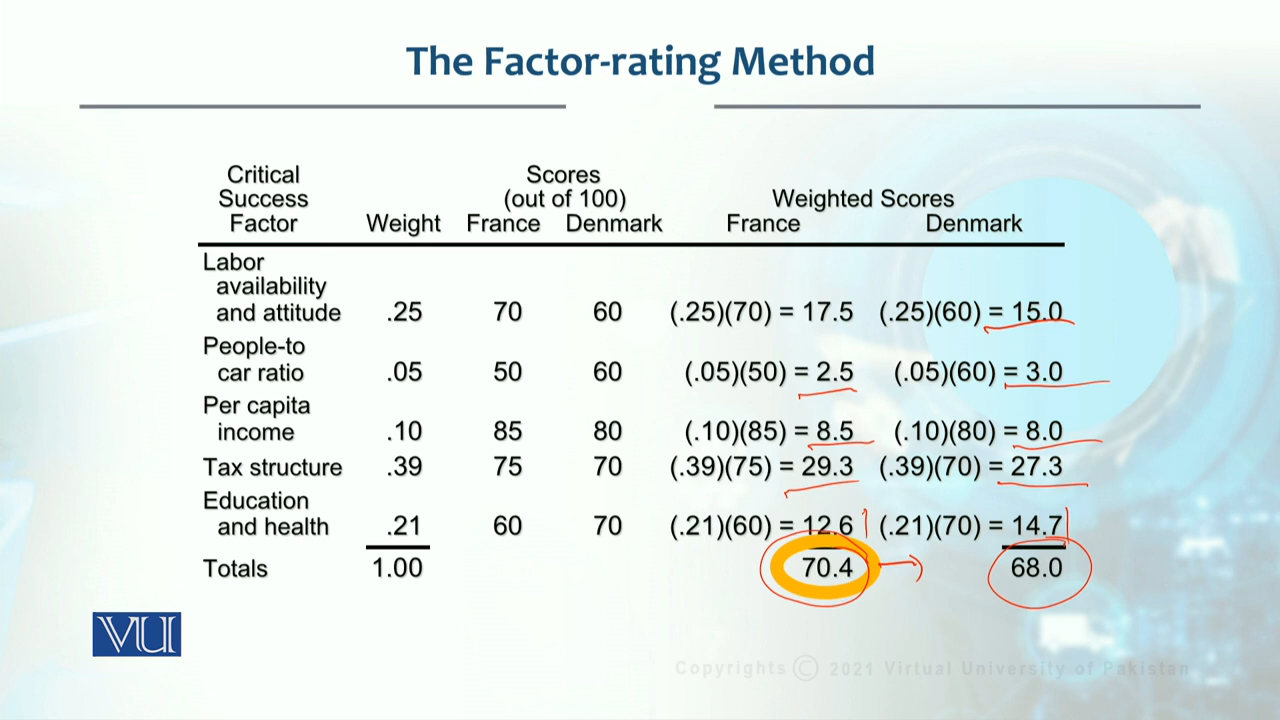 The Factor-rating Method
Critical Success Factor Weight Scores (out of 100) France Denmark Weighted Scores France Denmark
Labor availability and attitude .25 70 60 (.25)(70) = 17.5 (.25)(60) = 15.0
People-to car ratio .05 50 60 (.05)(50) = 2.5 (.05)(60) = 3.0
Per capita income .10 85 80 (.10)(85) = 8.5 (.10)(80) = 8.0
Tax structure .39 75 70 (.39)(75) = 29.3 (.39)(70) = 27.3
Education and health .21 60 70 (.21)(60) = 12.6 (.21)(70) = 14.7
Totals 1.00 70.4 68.0
VU
Copyrights © 2021 Virtual University of Pakistan